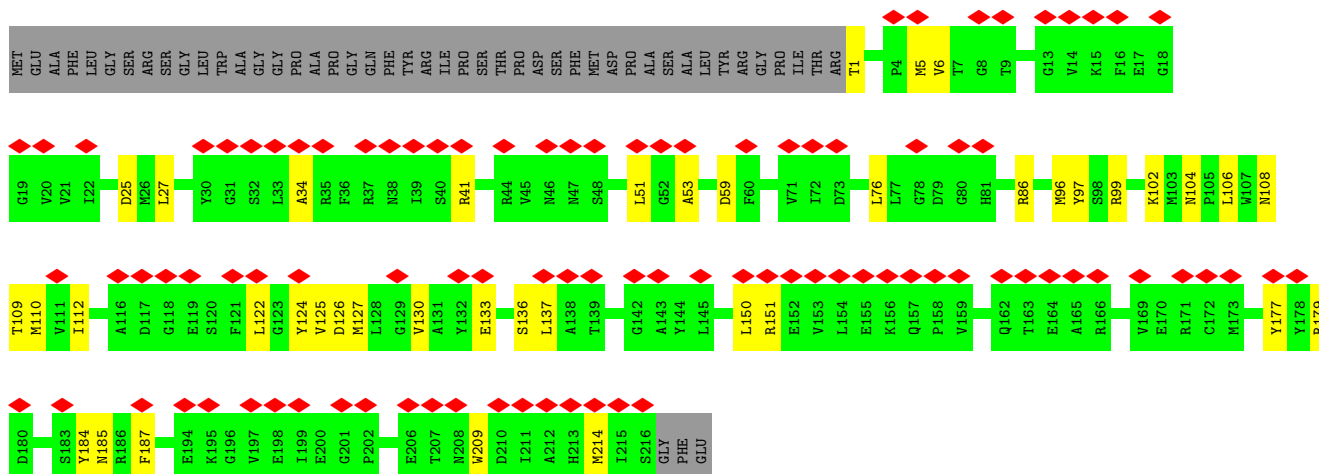 MET GLU ALA PHE LEU GLY SER ARG SER GLY LEU TRP ALA GLY GLY PRO ALA PRO GLY GLN PHE TYR ARG ILE PRO SER THR PRO ASP SER PHE MET ASP PRO ALA SER ALA LEU TYR ARG GLY PRO ILE THR ARG T1 P4 M5 V6 T7 G8 T9 G13 V14 K15 F16 E17 G18
G19 V20 V21 I22 D25 M26 L27 Y30 G31 S32 L33 A34 R35 F36 R37 N38 I39 S40 R41 R44 V45 N46 N47 S48 L51 G52 A53 D59 F60 V71 I72 D73 L76 L77 G78 D79 G80 H81 R86 M96 Y97 S98 R99 K102 M103 N104 P105 L106 W107 N108
T109 M110 V111 I112 A116 D117 G118 E119 S120 F121 L122 G123 Y124 V125 D126 M127 L128 G129 V130 A131 Y132 E133 S136 L137 A138 T139 G142 A143 Y144 L145 L150 R151 E152 V153 L154 E155 K156 Q157 P158 V159 Q162 T163 E164 A165 R166 V169 E170 R171 C172 M173 Y177 Y178 R179
D180 S183 Y184 N185 R186 F187 E194 K195 G196 V197 E198 I199 E200 G201 P202 E206 T207 N208 W209 D210 I211 A212 H213 M214 I215 S216 GLY PHE GLU